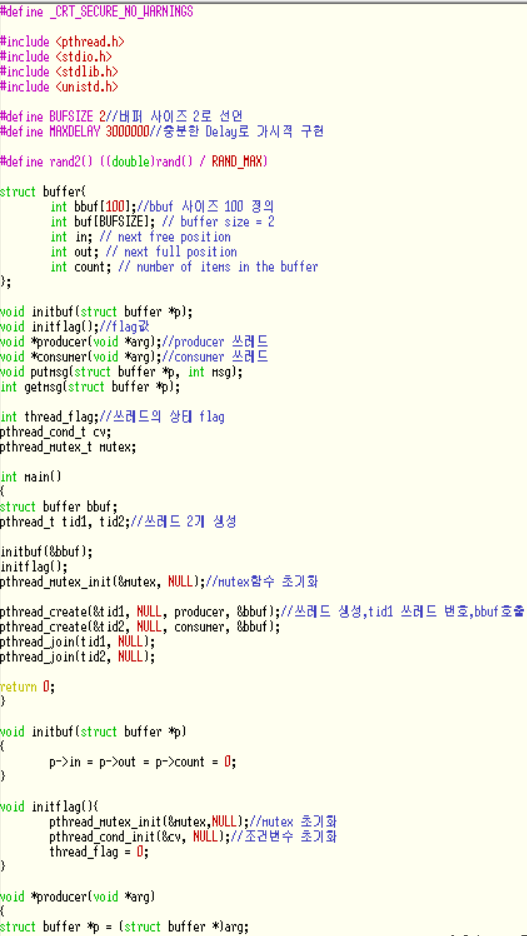 #define _CRT_SECURE_NO_WARNINGS
#include <pthread.h>
#include <stdio.h>
#include <stdlib.h>
#include <unistd.h>
#define BUFSIZE 2//버퍼 사이즈 2로 선언
#define MAXDELAY 3000000//충분한 Delay로 가시적 구현
#define rand2() ((double)rand() / RAND_MAX)
struct buffer{
int bbuf[100];//bbuf 사이즈 100 정의
int buf[BUFSIZE]; // buffer size = 2
int in; // next free position
int out; // next full position
int count; // number of items in the buffer
};
void initbuf(struct buffer *p);
void initflag();//flag값
void *producer(void *arg);//producer 쓰레드
void *consumer(void *arg);//consumer 쓰레드
void putmsg(struct buffer *p, int msg);
int getmsg(struct buffer *p);
int thread_flag;//쓰레드의 상태 flag
pthread_cond_t cv;
pthread_mutex_t mutex;
int main()
{
struct buffer bbuf;
pthread_t tid1, tid2;//쓰레드 2개 생성
initbuf(&bbuf);
initflag();
pthread_mutex_init(&mutex, NULL);//mutex함수 초기화
pthread_create(&tid1, NULL, producer, &bbuf);//쓰레드 생성,tid1 쓰레드 번호,bbuf호출
pthread_create(&tid2, NULL, consumer, &bbuf);
pthread_join(tid1, NULL);
pthread_join(tid2, NULL);
return 0;
}
void initbuf(struct buffer *p)
{
p->in = p->out = p->count = 0;
}
void initflag(){
pthread_mutex_init(&mutex,NULL);//mutex 초기화
pthread_cond_init(&cv, NULL);//조건변수 초기화
thread_flag = 0;
}
void *producer(void *arg)
{
struct buffer *p = (struct buffer *)arg;